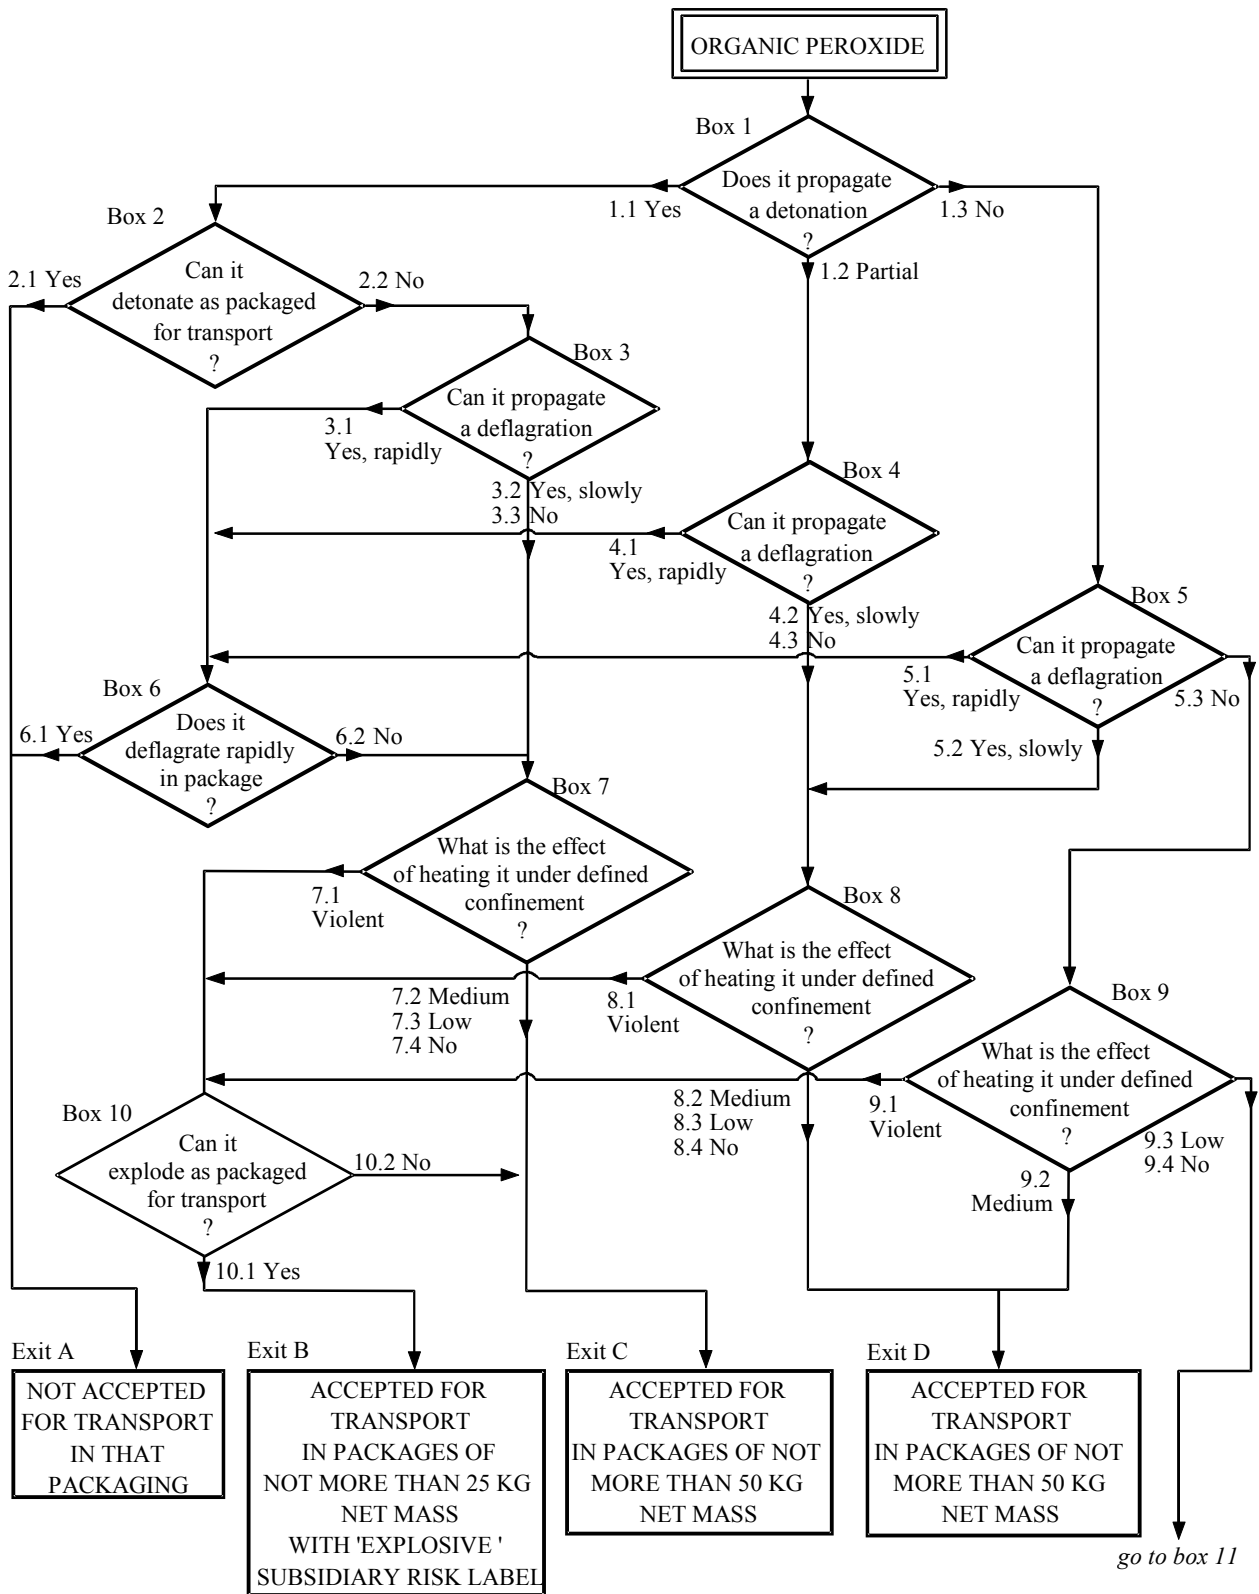 ORGANIC PEROXIDE
Box 1
Does it propagate
a detonation
?
1.1 Yes
1.3 No
1.2 Partial
Box 2
Can it
detonate as packaged
for transport
?
2.1 Yes
2.2 No
Box 3
Can it propagate
a deflagration
?
3.1
Yes, rapidly
3.2 Yes, slowly
3.3 No
Box 4
Can it propagate
a deflagration
?
4.1
Yes, rapidly
4.2 Yes, slowly
4.3 No
Box 5
Can it propagate
a deflagration
?
5.1
Yes, rapidly
5.3 No
5.2 Yes, slowly
Box 6
Does it
deflagrate rapidly
in package
?
6.1 Yes
6.2 No
Box 7
What is the effect
of heating it under defined
confinement
?
7.1
Violent
7.2 Medium
7.3 Low
7.4 No
Box 8
What is the effect
of heating it under defined
confinement
?
8.1
Violent
8.2 Medium
8.3 Low
8.4 No
Box 9
What is the effect
of heating it under defined
confinement
?
9.1
Violent
9.2
Medium
9.3 Low
9.4 No
Box 10
Can it
explode as packaged
for transport
?
10.2 No
10.1 Yes
Exit A
NOT ACCEPTED
FOR TRANSPORT
IN THAT
PACKAGING
Exit B
ACCEPTED FOR
TRANSPORT
IN PACKAGES OF
NOT MORE THAN 25 KG
NET MASS
WITH 'EXPLOSIVE '
SUBSIDIARY RISK LABEL
Exit C
ACCEPTED FOR
TRANSPORT
IN PACKAGES OF NOT
MORE THAN 50 KG
NET MASS
Exit D
ACCEPTED FOR
TRANSPORT
IN PACKAGES OF NOT
MORE THAN 50 KG
NET MASS
go to box 11